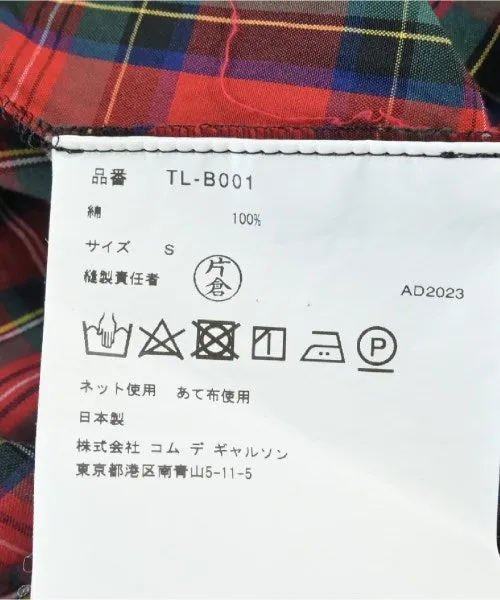 品番 TL-B001
綿 100%
サイズ S
縫製責任者 片倉 AD2023
P
ネット使用 あて布使用
日本製
株式会社 コム デ ギャルソン
東京都港区南青山5-11-5